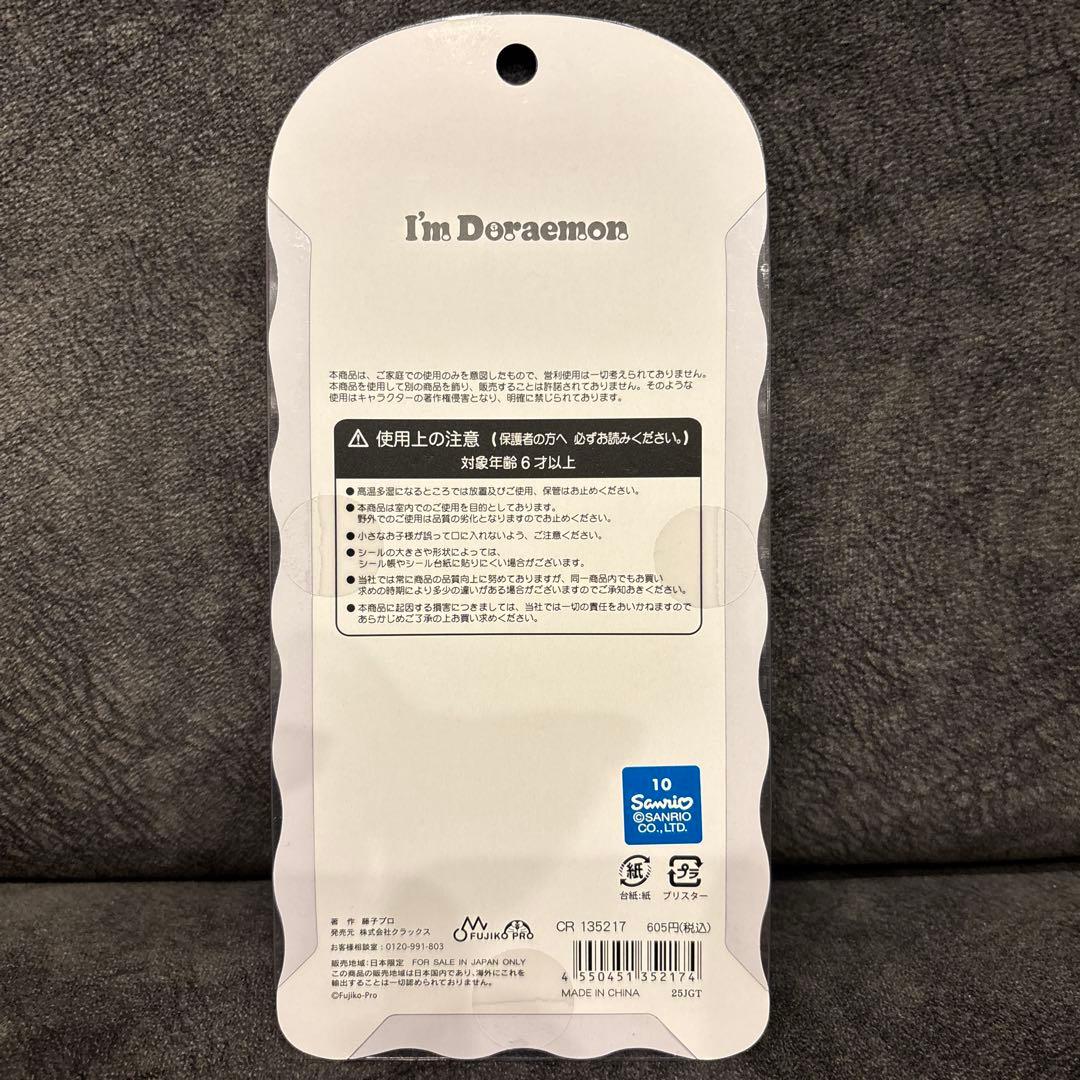 I'm Doraemon
本商品は、ご家庭での使用のみを意図したもので、営利使用は一切考えられておりません。
本商品を使用して別の商品を飾り、販売することは許諾されておりません。そのような
使用はキャラクターの著作権侵害となり、明確に禁じられております。
⚠ 使用上の注意 (保護者の方へ 必ずお読みください。)
対象年齢6才以上
●高温多湿になるところでは放置及びご使用、保管はお止めください。
●本商品は室内でのご使用を目的としております。
野外でのご使用は品質の劣化となりますのでお止めください。
●小さなお子様が誤って口に入れないよう、ご注意ください。
●シールの大きさや形状によっては、
シール帳やシール台紙に貼りにくい場合がございます。
●当社では常に商品の品質向上に努めておりますが、同一商品内でもお買い
求めの時期により多少の違いがある場合がございますのでご承知おきください。
●本商品に起因する損害につきましては、当社では一切の責任をおいかねますので
あらかじめご了承の上お買い求めください。
10
Sanrio
©SANRIO
CO.,LTD.
紙
プラ
台紙:紙
ブリスター
著 作 藤子プロ
発売元 株式会社クラックス
お客様相談室:0120-991-803
FUJIKO PRO
CR 135217 605円(税込)
4 550451 352174
販売地域:日本限定 FOR SALE IN JAPAN ONLY
この商品の販売地域は日本国内であり、海外にこれを
輸出することは一切認められておりません。
©Fujiko-Pro
MADE IN CHINA 25JGT